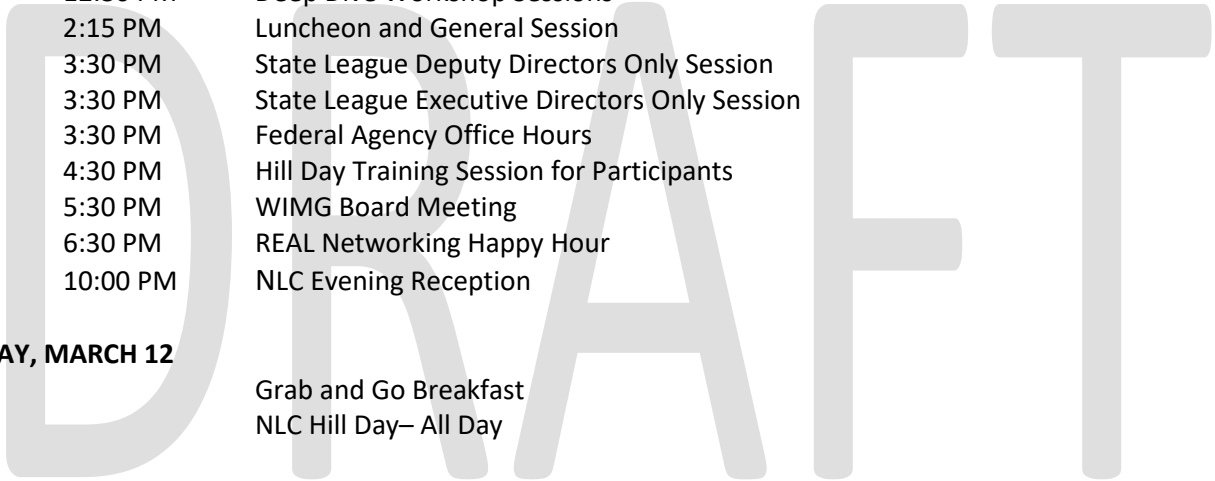 2:15 PM Luncheon and General Session
3:30 PM State League Deputy Directors Only Session
3:30 PM State League Executive Directors Only Session
3:30 PM Federal Agency Office Hours
4:30 PM Hill Day Training Session for Participants
5:30 PM WIMG Board Meeting
6:30 PM REAL Networking Happy Hour
10:00 PM NLC Evening Reception
AY, MARCH 12
Grab and Go Breakfast
NLC Hill Day– All Day
DRAFT